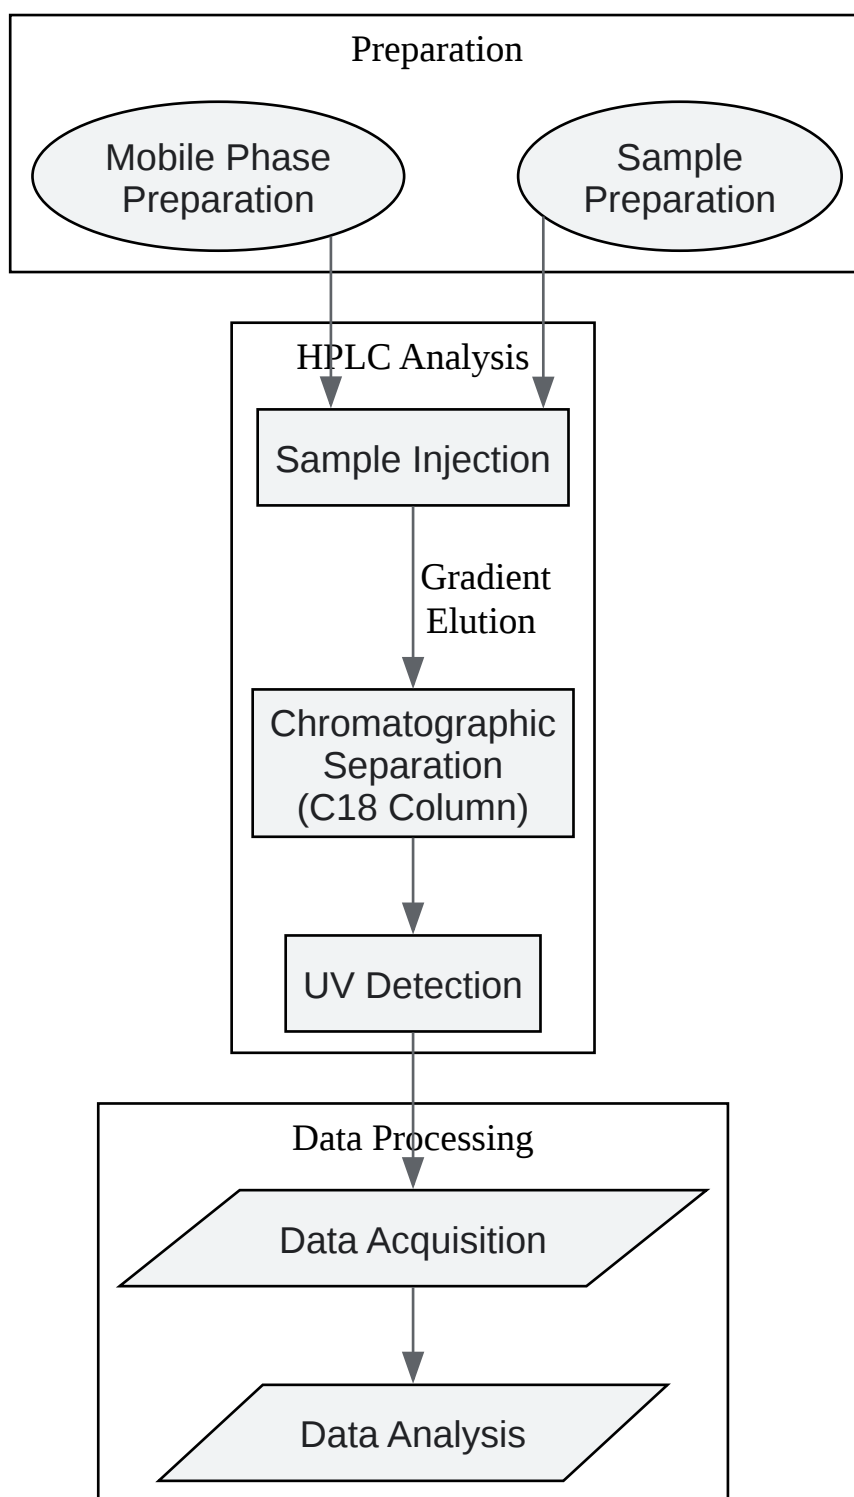 Preparation
Mobile Phase
Preparation
Sample
Preparation
HPLC Analysis
Sample Injection
Gradient
Elution
Chromatographic
Separation
(C18 Column)
UV Detection
Data Processing
Data Acquisition
Data Analysis